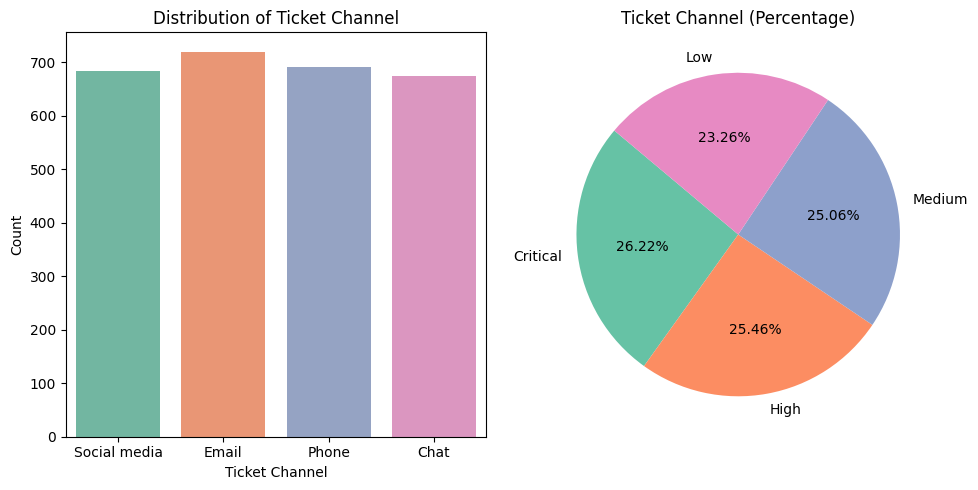 Distribution of Ticket Channel
700
600
500
400
300
200
100
0
Count
Social media
Email
Phone
Chat
Ticket Channel
Ticket Channel (Percentage)
Low
23.26%
Medium
25.06%
Critical
26.22%
25.46%
High